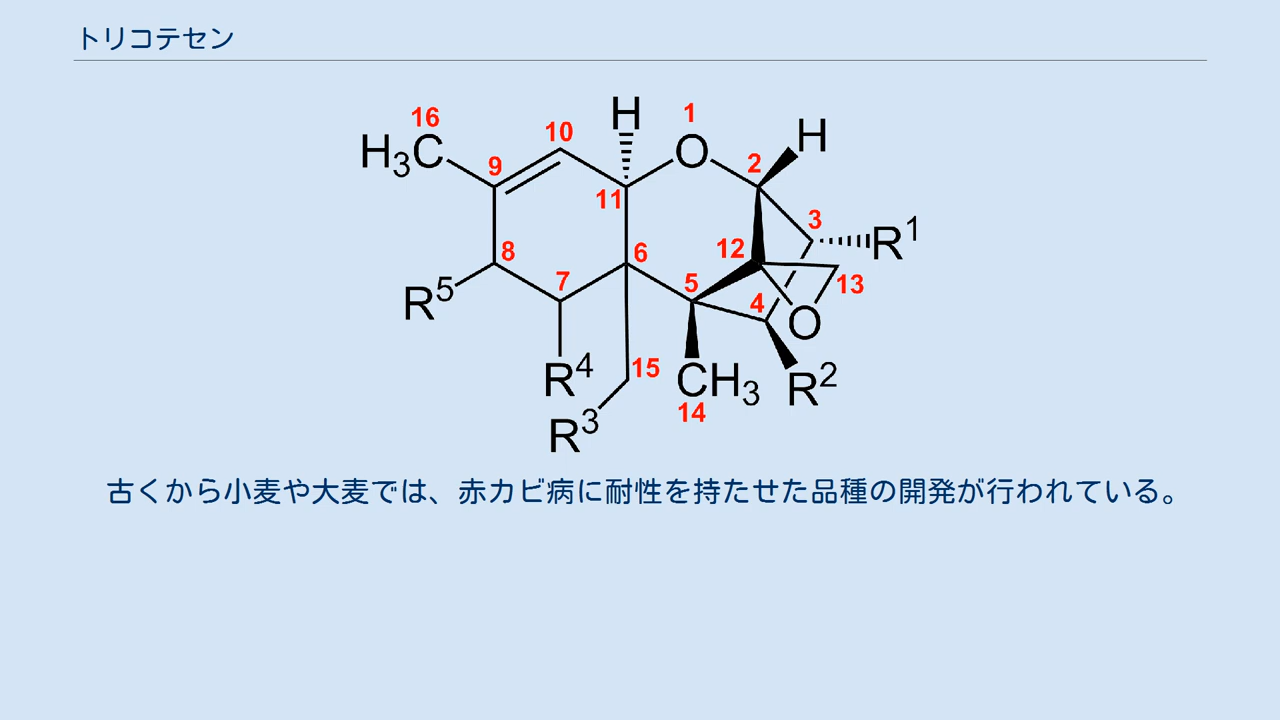 トリコテセン
16
H
1
H
10
H₃C
O
9
2
11
3
R¹
12
6
8
5
7
13
4
R⁵
O
R⁴
15
CH₃
R²
14
R³
古くから小麦や大麦では、赤カビ病に耐性を持たせた品種の開発が行われている。